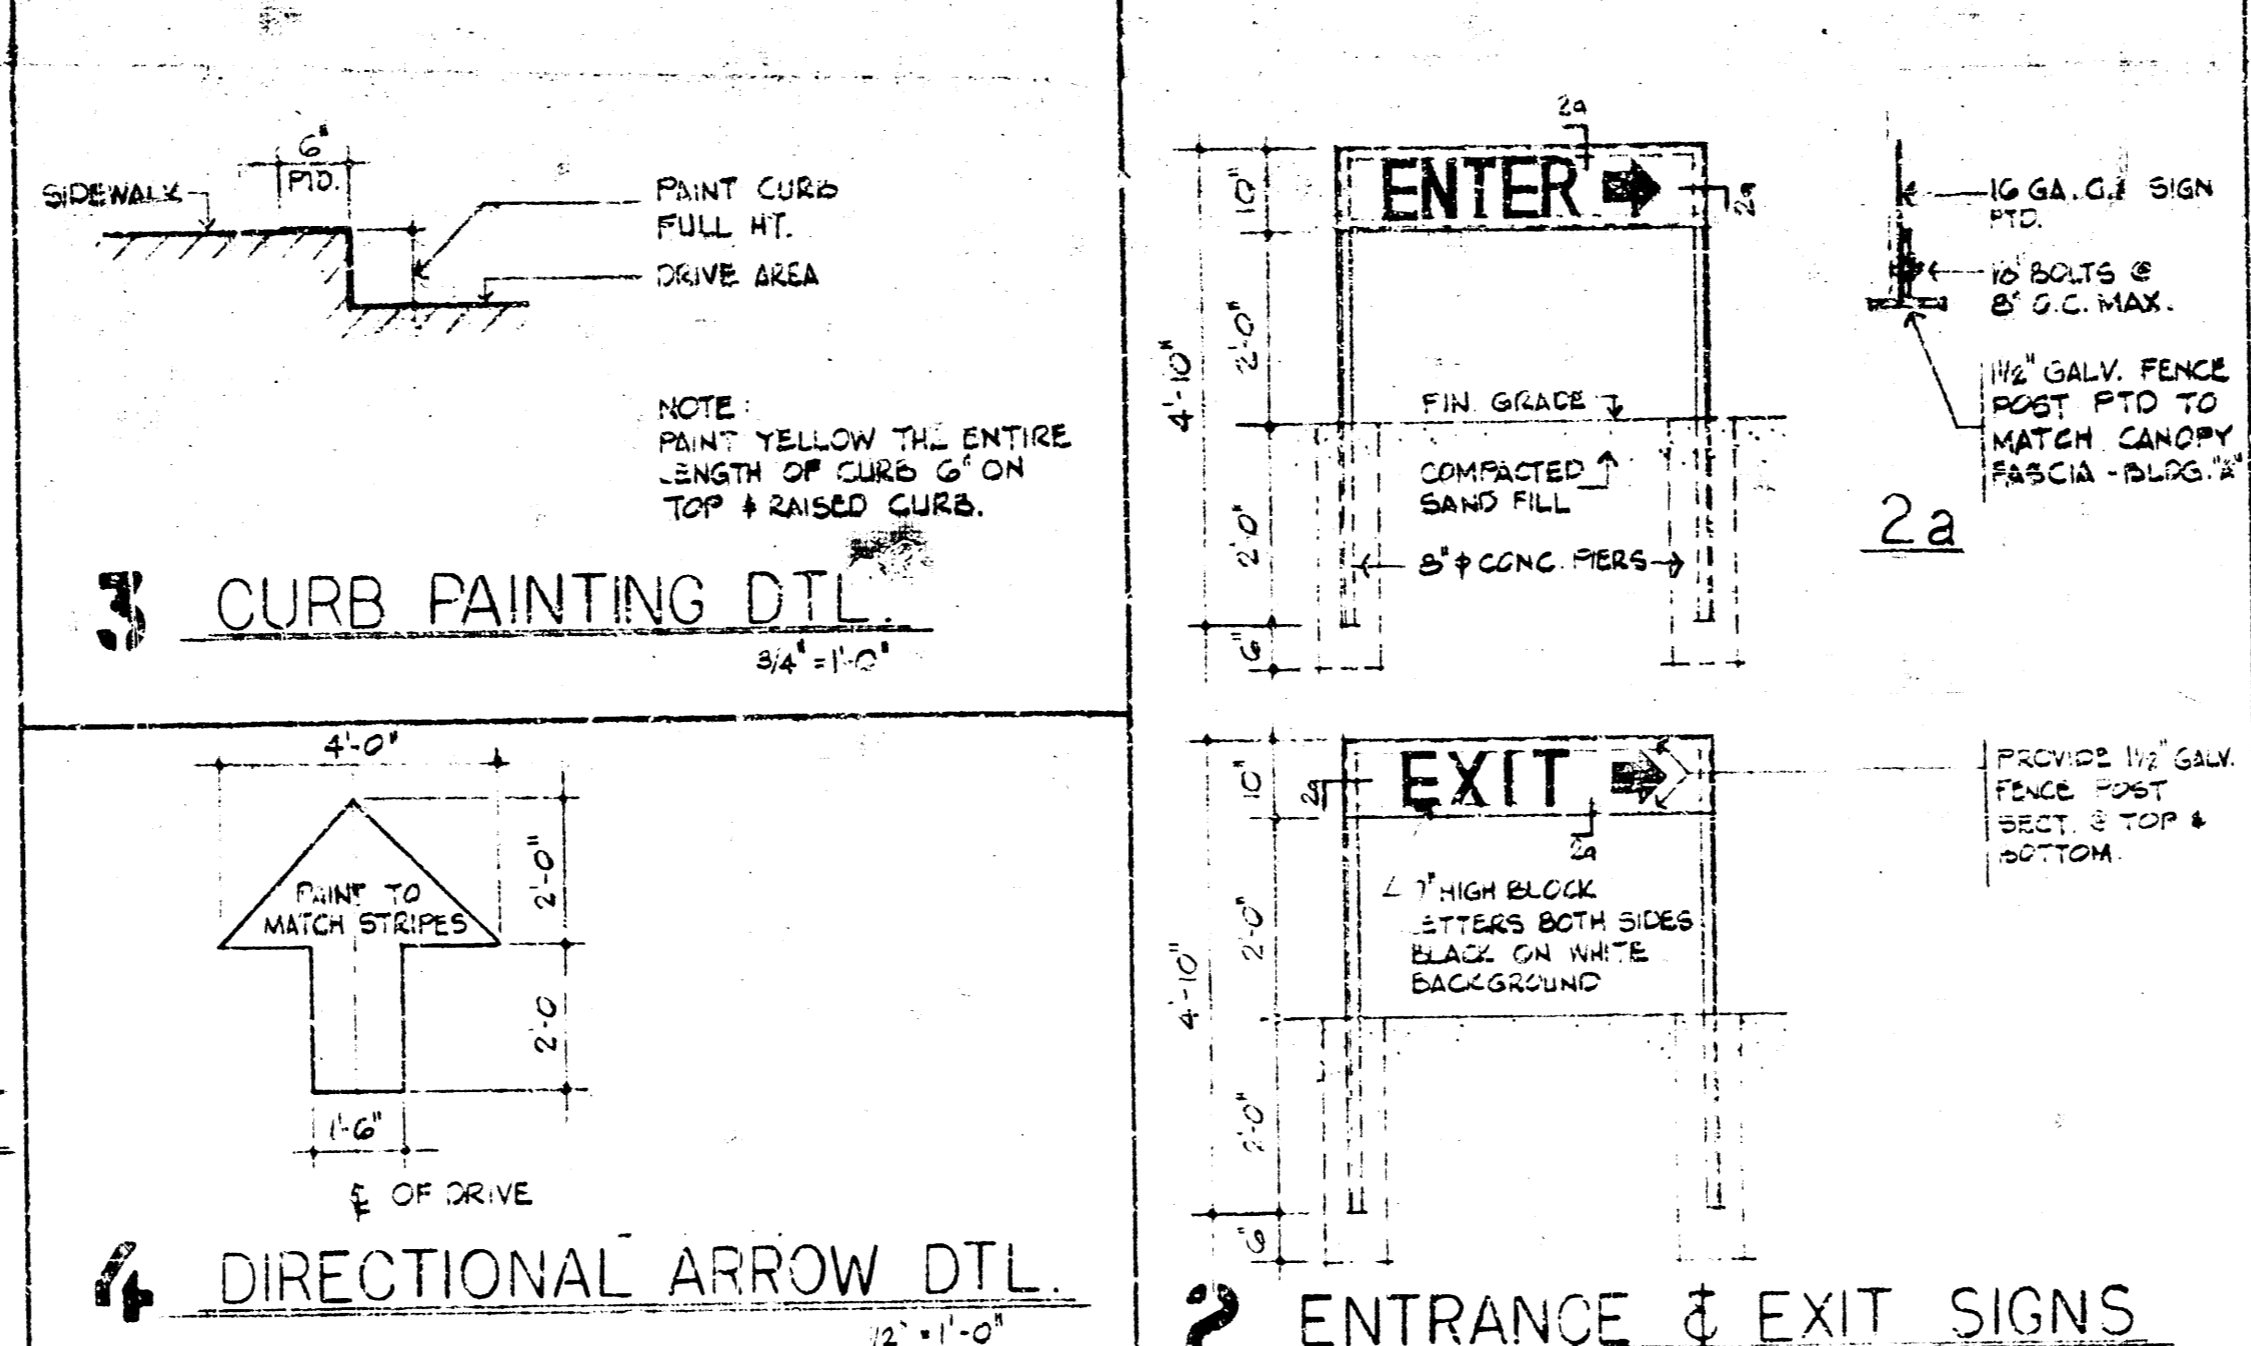 6"
PTD.
SIDEWALK
PAINT CURB
FULL HT.
DRIVE AREA
NOTE:
PAINT YELLOW THE ENTIRE
LENGTH OF CURB 6" ON
TOP & RAISED CURB.
3 CURB PAINTING DTL.
3/4" = 1'-0"
4'-0"
2'-0"
PAINT TO
MATCH STRIPES
2'-0
1'-6"
℄ OF DRIVE
4 DIRECTIONAL ARROW DTL.
1/2" = 1'-0"
2a
ENTER
2a
10"
2'-0"
4'-10"
FIN. GRADE
COMPACTED
SAND FILL
2'-0"
8" ϕ CONC. PIERS
6"
16 GA. G.I. SIGN
PTD.
BOLTS @
8" O.C. MAX.
1 1/2" GALV. FENCE
POST PTD TO
MATCH CANOPY
FASCIA - BLDG. "A"
2a
EXIT
2a
2a
10"
2'-0"
4'-10"
7" HIGH BLOCK
LETTERS BOTH SIDES
BLACK ON WHITE
BACKGROUND
2'-0"
6"
PROVIDE 1 1/2" GALV.
FENCE POST
SECT. @ TOP &
BOTTOM.
2 ENTRANCE & EXIT SIGNS